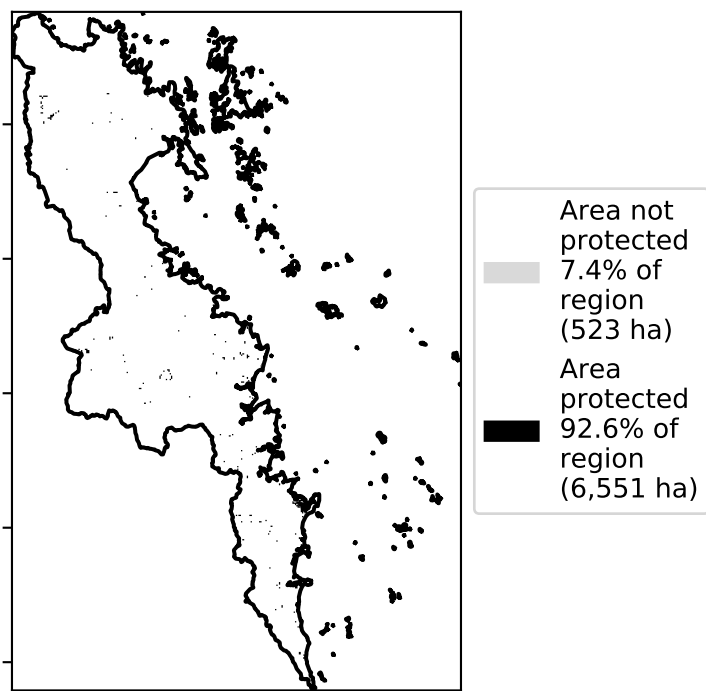 Area not
protected
7.4% of
region
(523 ha)
Area
protected
92.6% of
region
(6,551 ha)